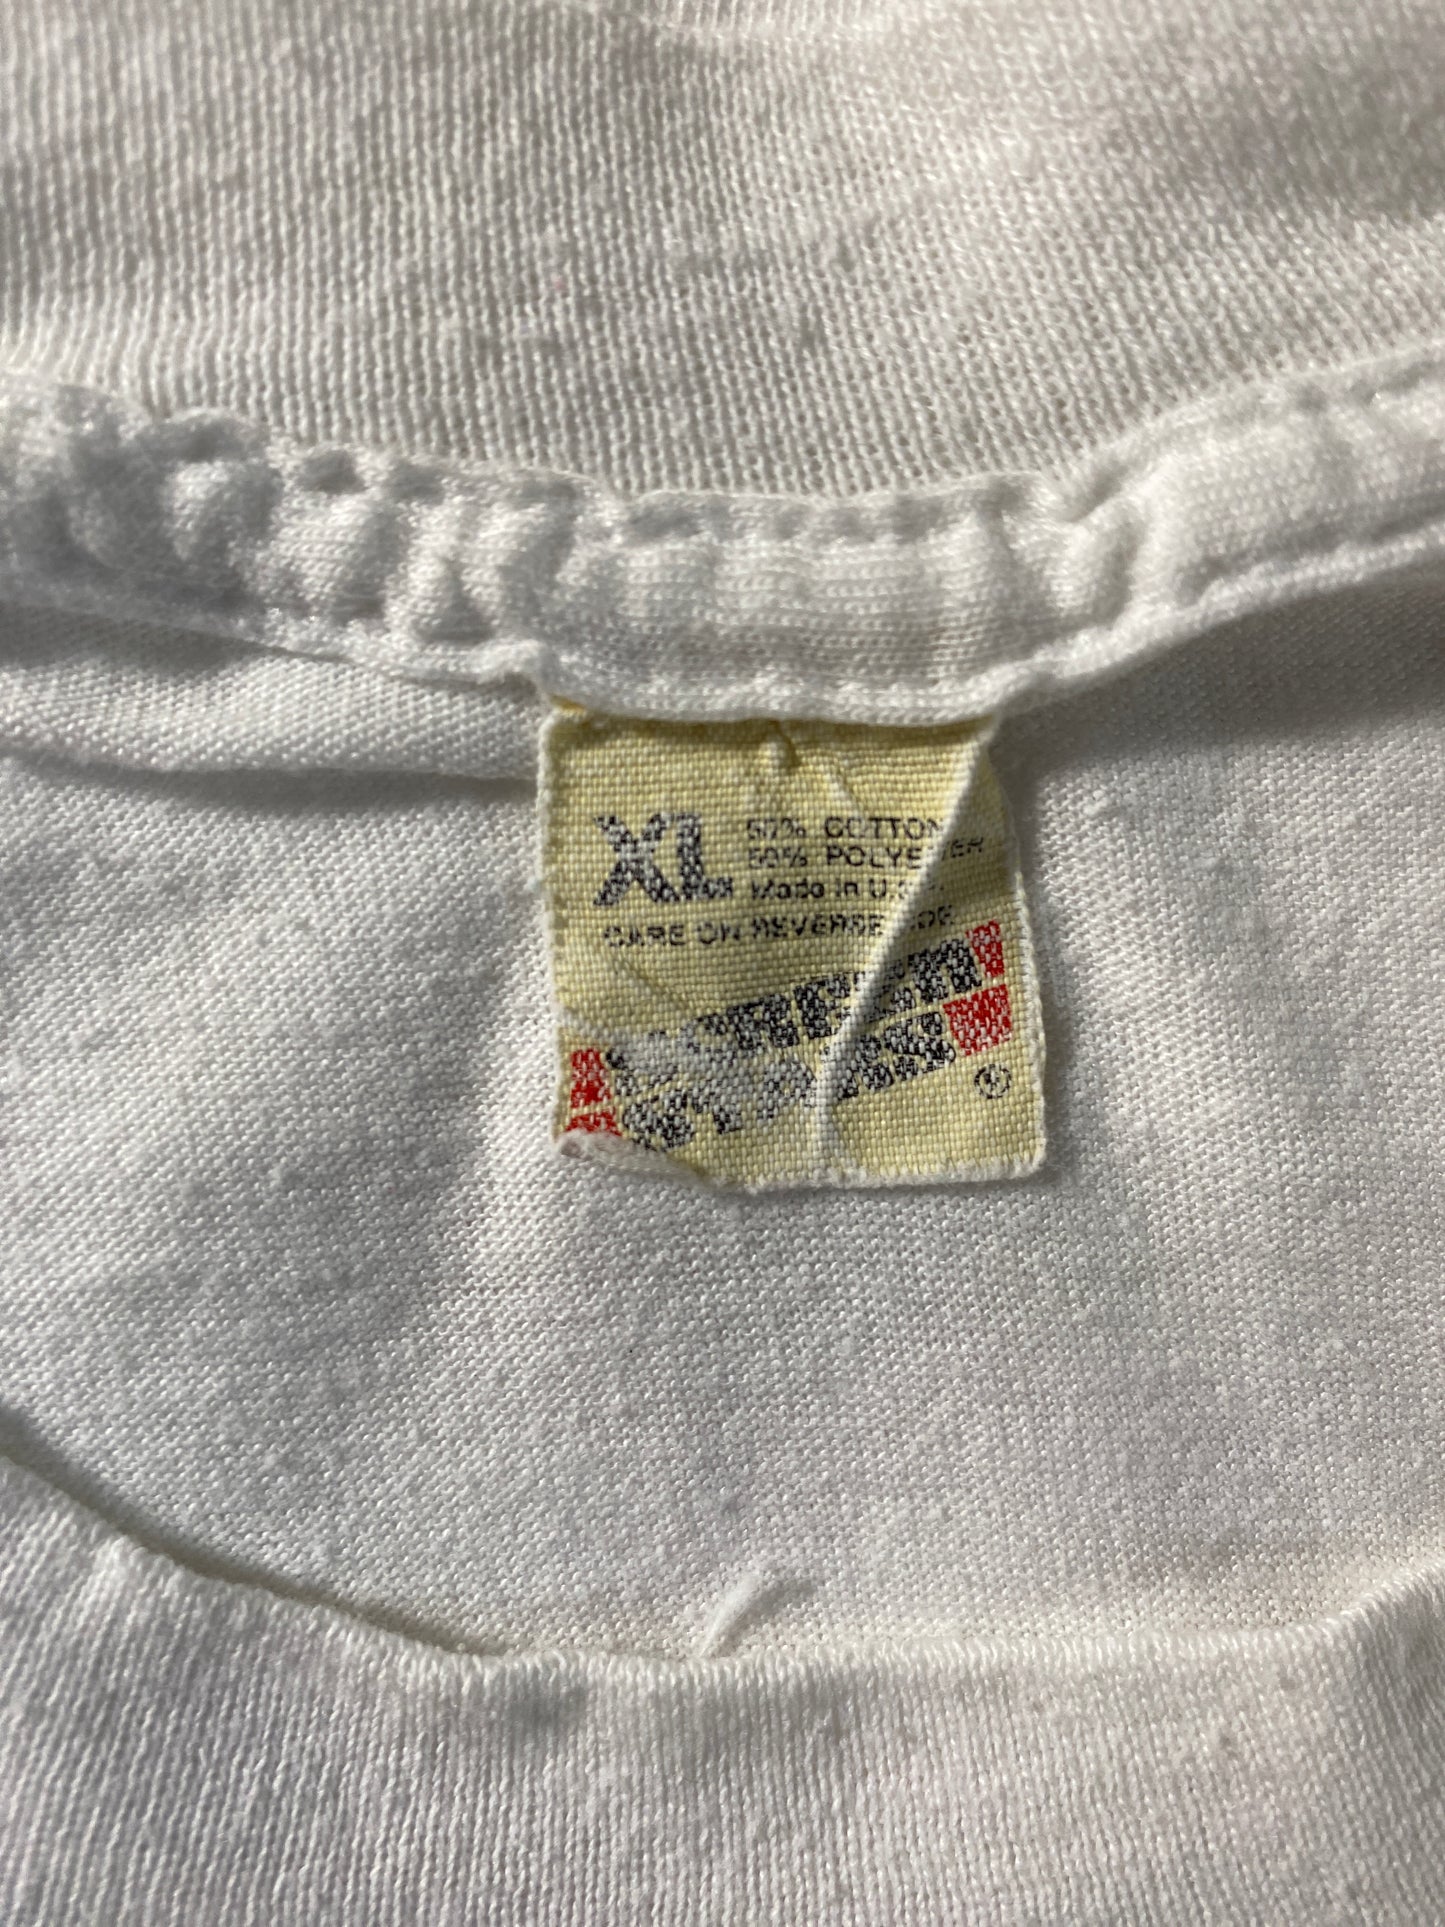 XL
50% COTTON
50% POLYESTER
Made in U.S.A.
CARE ON REVERSE SIDE
Screen
Stars
®